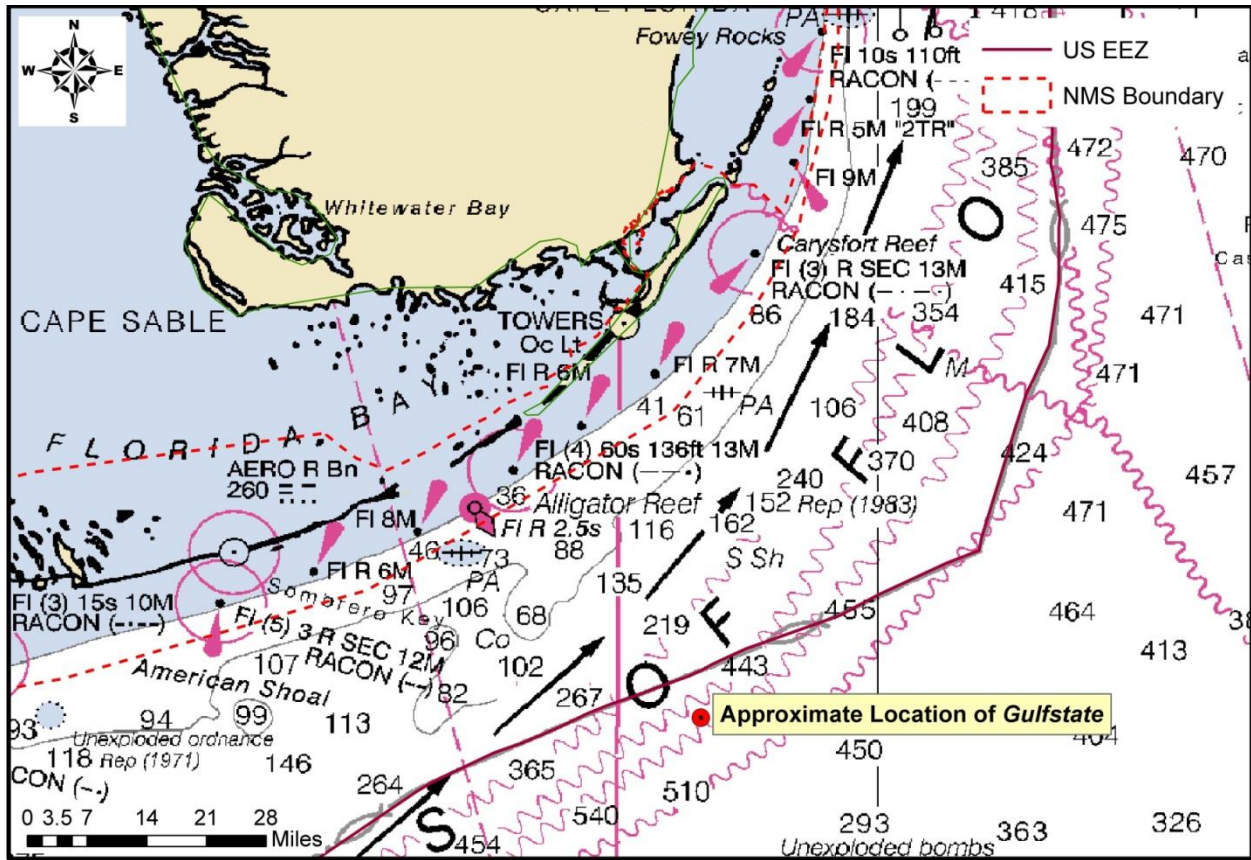 N
W E
S
Fowey Rocks
PA
Fl 10s 110ft
RACON (
199
Fl R 5M "2TR"
Fl 9M
US EEZ
NMS Boundary
385
472
470
475
Whitewater Bay
Carysfort Reef
Fl (3) R SEC 13M
RACON (–·–·)
415
CAPE SABLE
TOWERS
Oc Lt
86
184
354
471
Fl R 6M
Fl R 7M
M
471
41
61
PA
106
408
FLORIDA BAY
Fl (4) 60s 136ft 13M
RACON
424
370
457
AERO R Bn
260
36
Alligator Reef
240
152 Rep (1983)
471
Fl 8M
Fl R 2.5s
116
162
46
73
88
S Sh
Fl R 6M
PA
135
Fl (3) 15s 10M
RACON
Sombrero Key
97
106
68
219
455
464
Fl (5) 3 R SEC 12M
RACON (––)
96
Co
102
443
413
107
82
267
American Shoal
93
94
99
113
Approximate Location of Gulfstate
Unexploded ordnance
Rep (1971)
118
146
365
450
CON (–·)
264
510
0 3.5 7 14 21 28
Miles
540
293
363
326
454
Unexploded bombs
S
O F
F L O